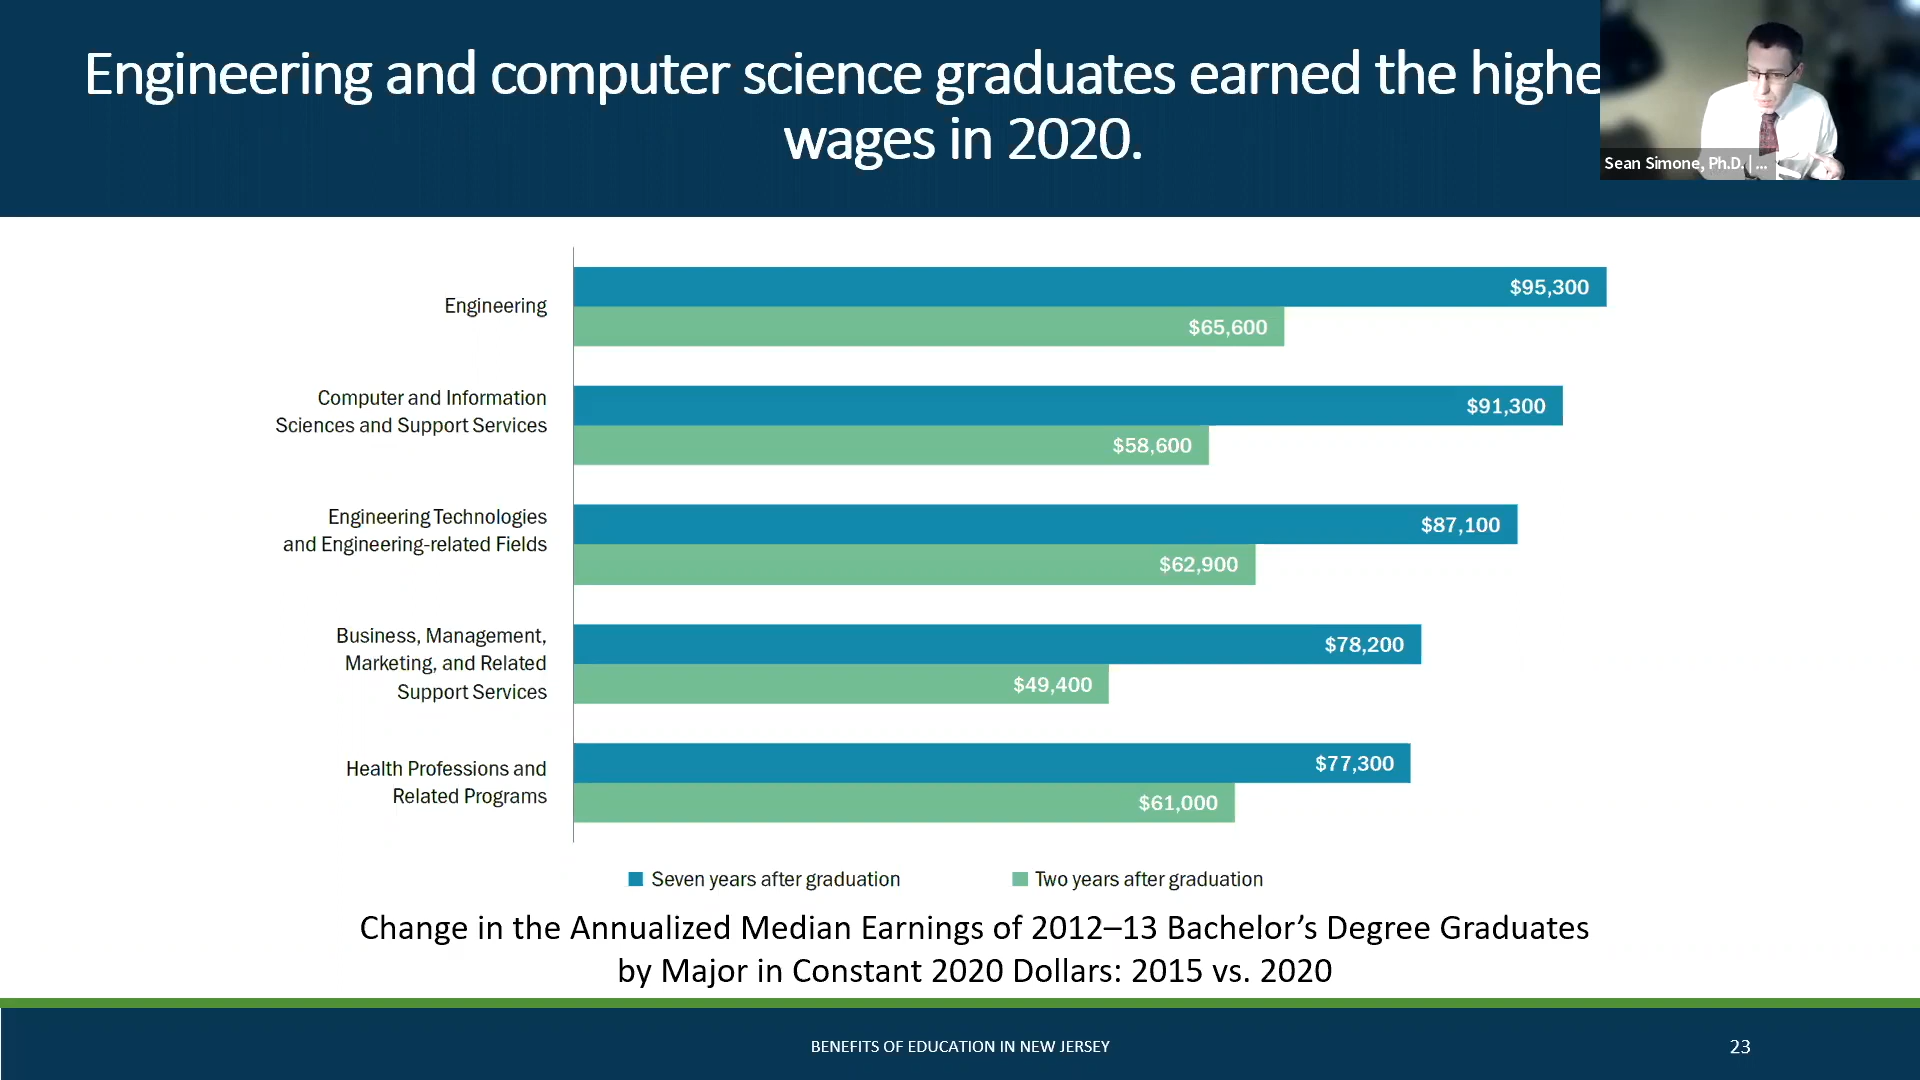 Engineering and computer science graduates earned the highe
wages in 2020.
Sean Simone, Ph.D. | ...
Engineering
$95,300
$65,600
Computer and Information
Sciences and Support Services
$91,300
$58,600
Engineering Technologies
and Engineering-related Fields
$87,100
$62,900
Business, Management,
Marketing, and Related
Support Services
$78,200
$49,400
Health Professions and
Related Programs
$77,300
$61,000
Seven years after graduation
Two years after graduation
Change in the Annualized Median Earnings of 2012–13 Bachelor’s Degree Graduates
by Major in Constant 2020 Dollars: 2015 vs. 2020
BENEFITS OF EDUCATION IN NEW JERSEY
23